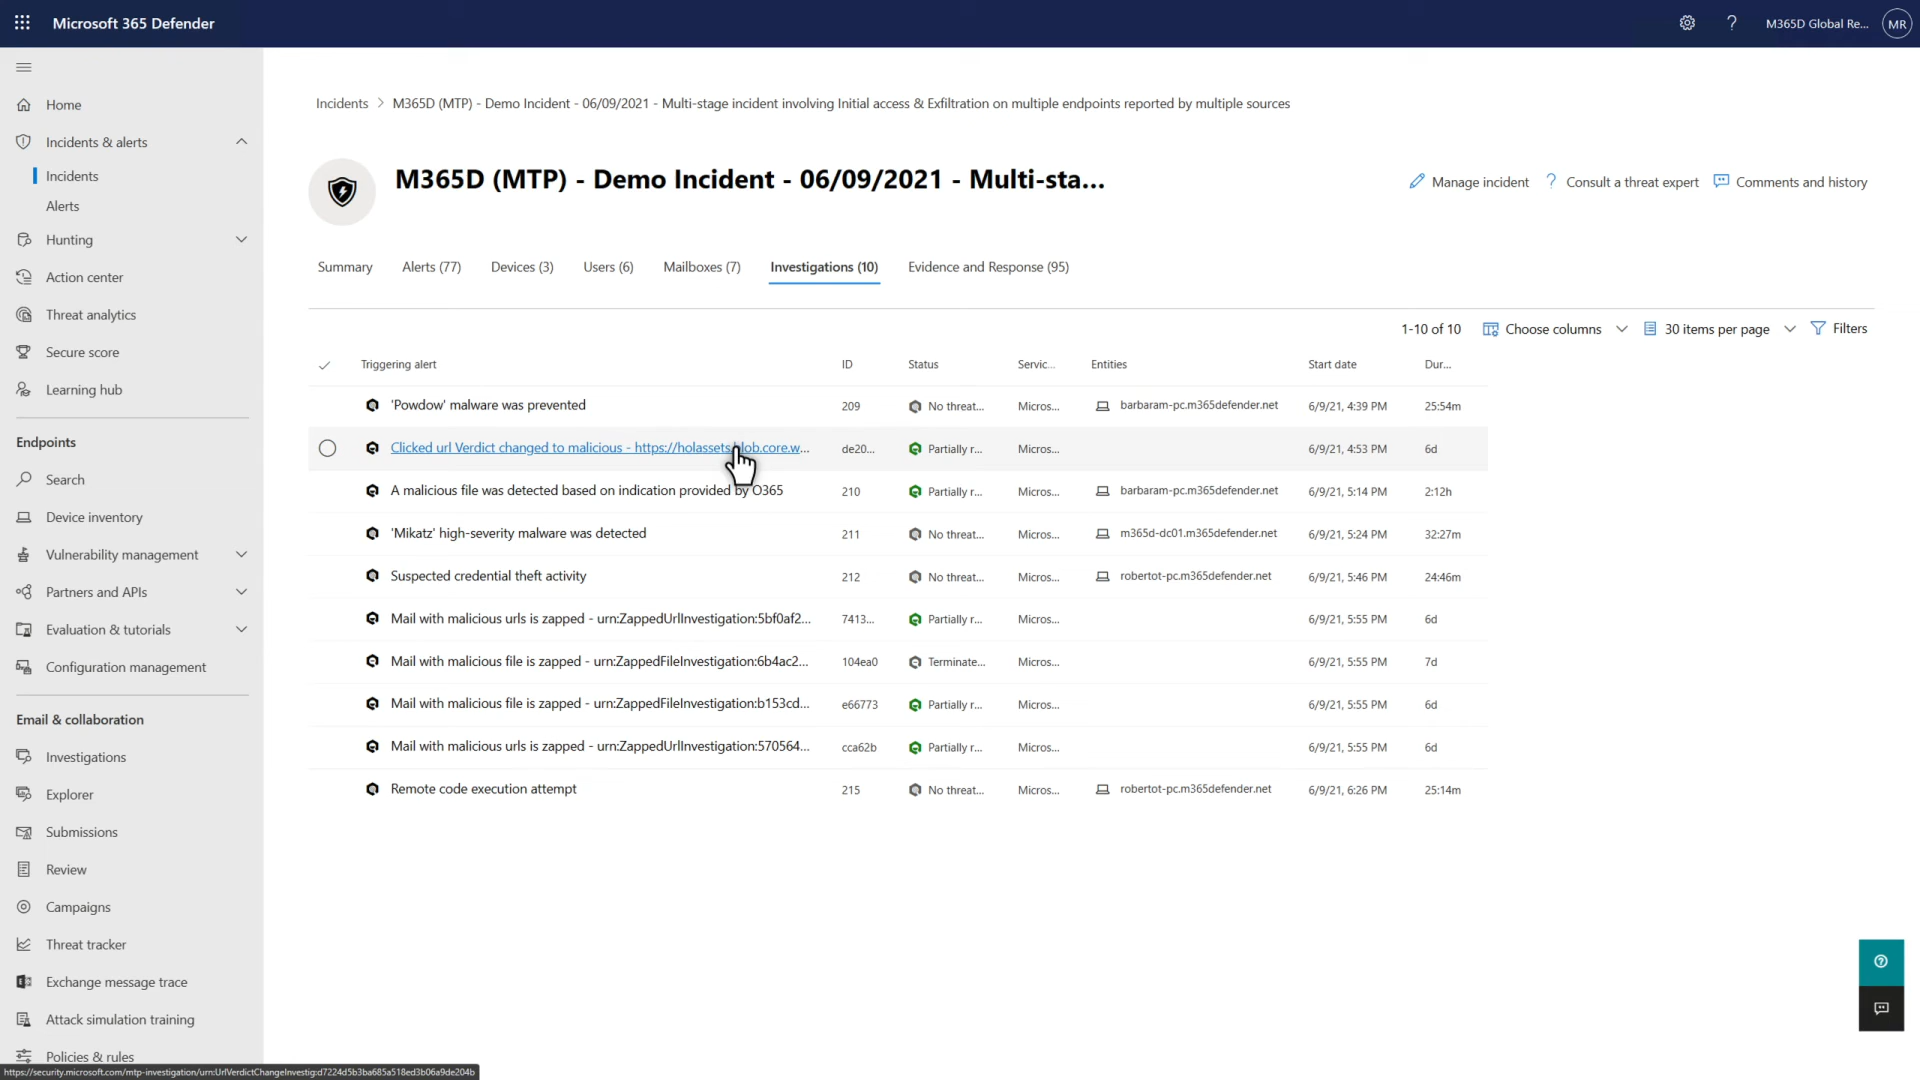 Microsoft 365 Defender
M365D Global Re...
MR
Home
Incidents & alerts
Incidents
Alerts
Hunting
Action center
Threat analytics
Secure score
Learning hub
Endpoints
Search
Device inventory
Vulnerability management
Partners and APIs
Evaluation & tutorials
Configuration management
Email & collaboration
Investigations
Explorer
Submissions
Review
Campaigns
Threat tracker
Exchange message trace
Attack simulation training
Policies & rules
Incidents > M365D (MTP) - Demo Incident - 06/09/2021 - Multi-stage incident involving Initial access & Exfiltration on multiple endpoints reported by multiple sources
M365D (MTP) - Demo Incident - 06/09/2021 - Multi-sta...
Manage incident ? Consult a threat expert Comments and history
Summary Alerts (77) Devices (3) Users (6) Mailboxes (7) Investigations (10) Evidence and Response (95)
1-10 of 10 Choose columns 30 items per page Filters
Triggering alert ID Status Servic... Entities Start date Dur...
'Powdow' malware was prevented 209 No threat... Micros... barbaram-pc.m365defender.net 6/9/21, 4:39 PM 25:54m
Clicked url Verdict changed to malicious - https://holassets.blob.core.w... de20... Partially r... Micros... 6/9/21, 4:53 PM 6d
A malicious file was detected based on indication provided by O365 210 Partially r... Micros... barbaram-pc.m365defender.net 6/9/21, 5:14 PM 2:12h
'Mikatz' high-severity malware was detected 211 No threat... Micros... m365d-dc01.m365defender.net 6/9/21, 5:24 PM 32:27m
Suspected credential theft activity 212 No threat... Micros... robertot-pc.m365defender.net 6/9/21, 5:46 PM 24:46m
Mail with malicious urls is zapped - urn:ZappedUrlInvestigation:5bf0af2... 7413... Partially r... Micros... 6/9/21, 5:55 PM 6d
Mail with malicious file is zapped - urn:ZappedFileInvestigation:6b4ac2... 104ea0 Terminate... Micros... 6/9/21, 5:55 PM 7d
Mail with malicious file is zapped - urn:ZappedFileInvestigation:b153cd... e66773 Partially r... Micros... 6/9/21, 5:55 PM 6d
Mail with malicious urls is zapped - urn:ZappedUrlInvestigation:570564... cca62b Partially r... Micros... 6/9/21, 5:55 PM 6d
Remote code execution attempt 215 No threat... Micros... robertot-pc.m365defender.net 6/9/21, 6:26 PM 25:14m
https://security.microsoft.com/mtp-investigation/urn:UrlVerdictChangeInvestig:d7224d5b3ba685a518ed3b06a9de204b